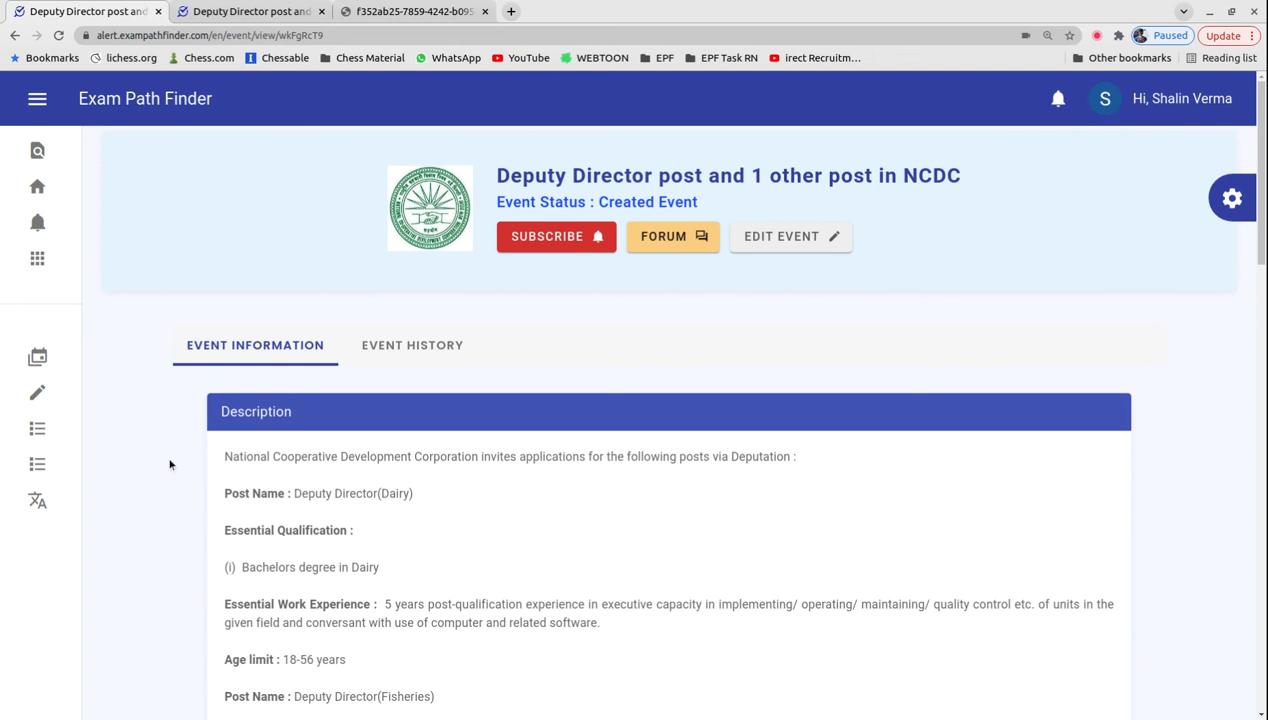 Deputy Director post and
Deputy Director post and
f352ab25-7859-4242-b095
alert.exampathfinder.com/en/event/view/wkFgRcT9
Paused
Update
Bookmarks
lichess.org
Chess.com
Chessable
Chess Material
WhatsApp
YouTube
WEBTOON
EPF
EPF Task RN
irect Recruitm...
Other bookmarks
Reading list
Exam Path Finder
S
Hi, Shalin Verma
Deputy Director post and 1 other post in NCDC
Event Status : Created Event
SUBSCRIBE
FORUM
EDIT EVENT
EVENT INFORMATION
EVENT HISTORY
Description
National Cooperative Development Corporation invites applications for the following posts via Deputation :
Post Name : Deputy Director(Dairy)
Essential Qualification :
(i) Bachelors degree in Dairy
Essential Work Experience : 5 years post-qualification experience in executive capacity in implementing/ operating/ maintaining/ quality control etc. of units in the
given field and conversant with use of computer and related software.
Age limit : 18-56 years
Post Name : Deputy Director(Fisheries)